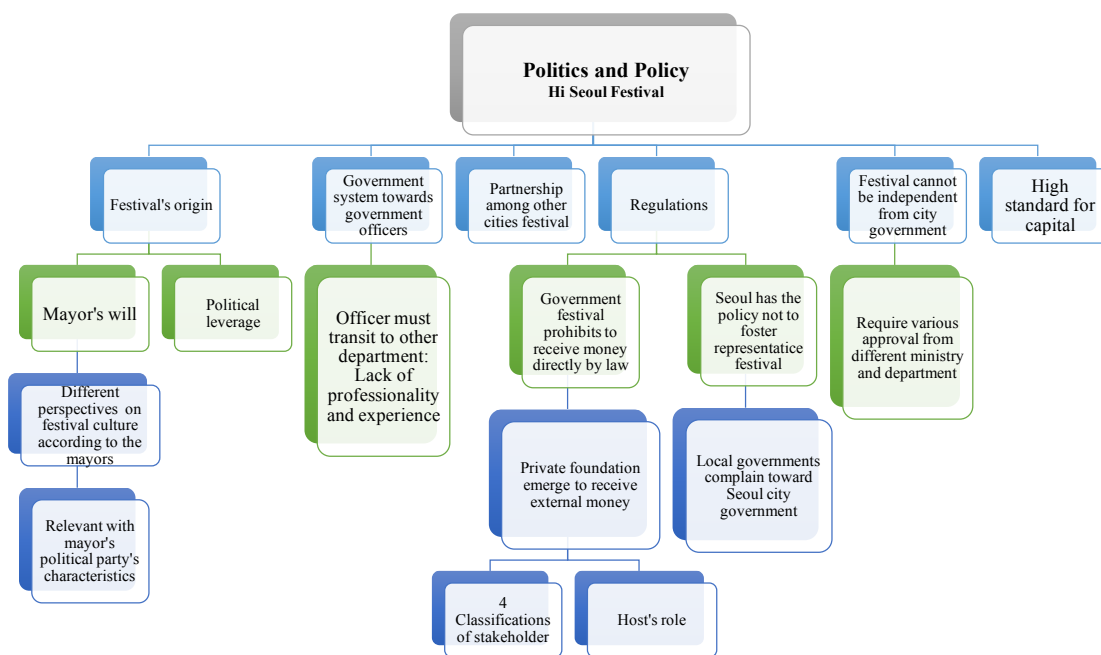 Politics and Policy
Hi Seoul Festival
Festival's origin
Government
system towards
government
officers
Partnership
among other
cities festival
Regulations
Festival cannot
be independent
from city
government
High
standard for
capital
Mayor's will
Political
leverage
Officer must
transit to other
department:
Lack of
professionality
and experience
Government
festival
prohibits to
receive money
directly by law
Seoul has the
policy not to
foster
representatice
festival
Require various
approval from
different ministry
and department
Different
perspectives on
festival culture
according to the
mayors
Private foundation
emerge to receive
external money
Local governments
complain toward
Seoul city
government
Relevant with
mayor's
political party's
characteristics
4
Classifications
of stakeholder
Host's role